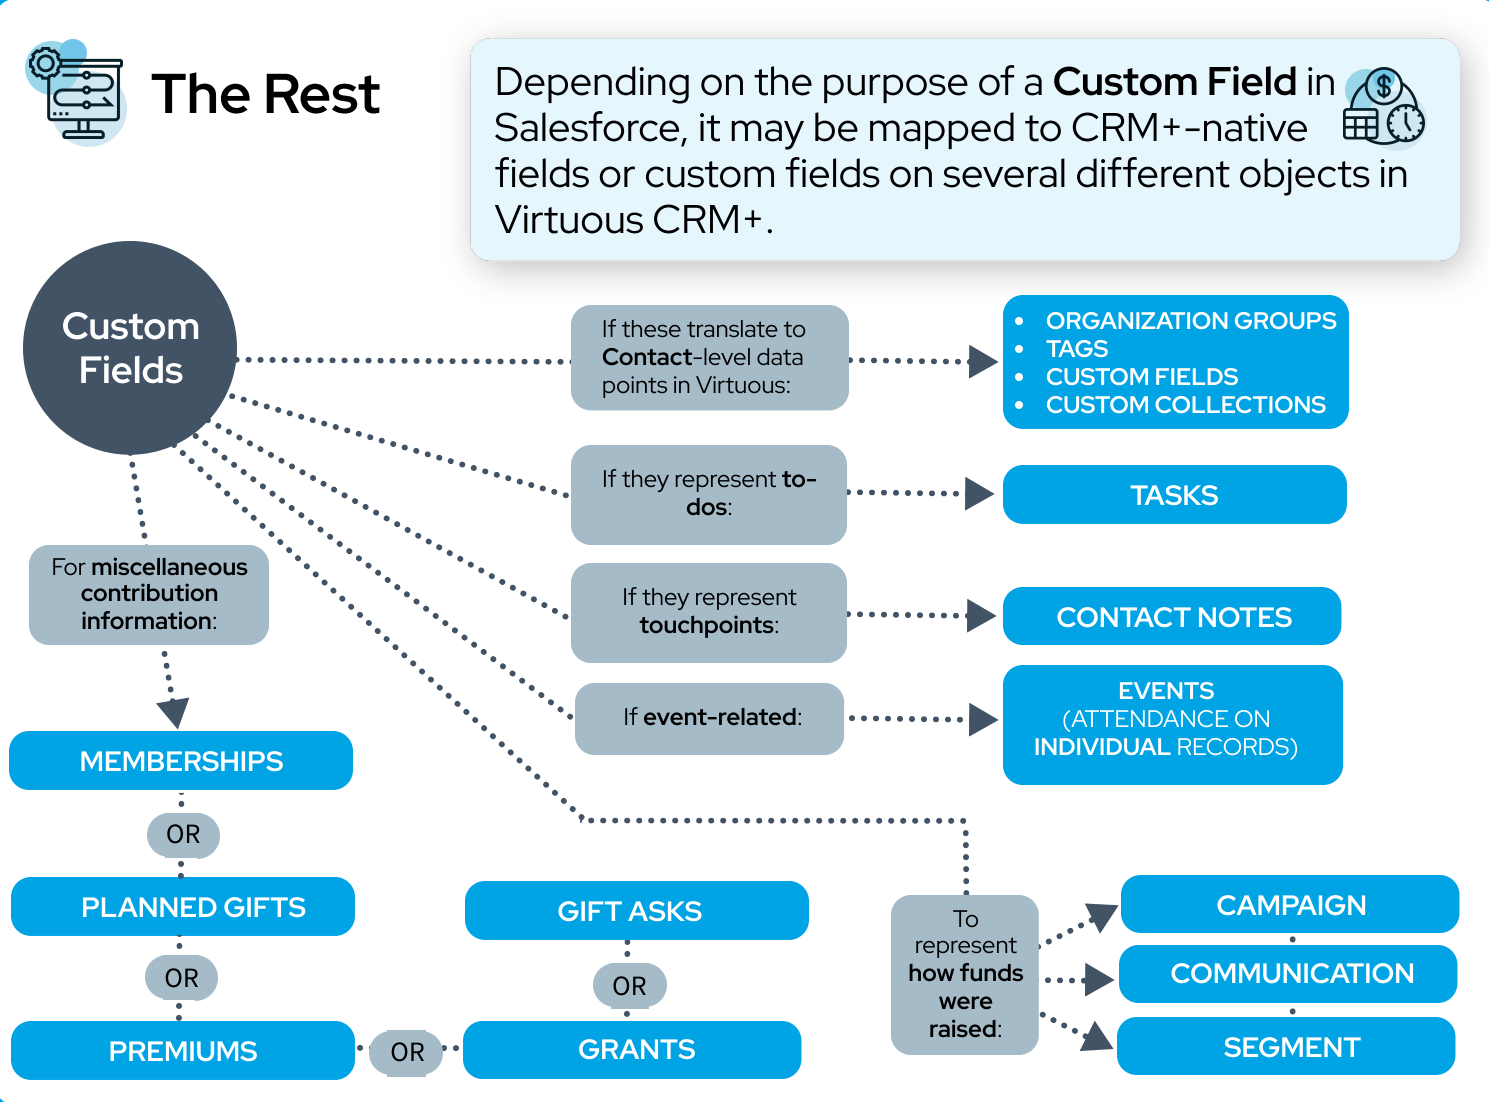 The Rest
Depending on the purpose of a Custom Field in
Salesforce, it may be mapped to CRM+-native
fields or custom fields on several different objects in
Virtuous CRM+.
Custom
Fields
If these translate to
Contact-level data
points in Virtuous:
• ORGANIZATION GROUPS
• TAGS
• CUSTOM FIELDS
• CUSTOM COLLECTIONS
If they represent to-
dos:
TASKS
If they represent
touchpoints:
CONTACT NOTES
If event-related:
EVENTS
(ATTENDANCE ON
INDIVIDUAL RECORDS)
For miscellaneous
contribution
information:
MEMBERSHIPS
OR
PLANNED GIFTS
OR
PREMIUMS
OR
GRANTS
OR
GIFT ASKS
To
represent
how funds
were
raised:
CAMPAIGN
COMMUNICATION
SEGMENT